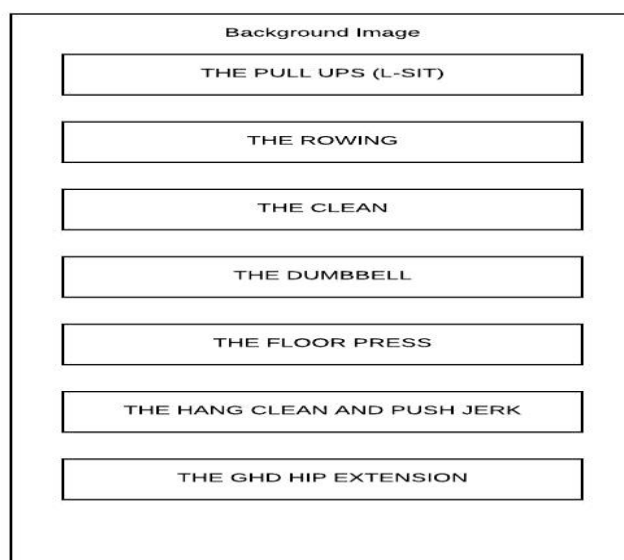 Background Image
THE PULL UPS (L-SIT)
THE ROWING
THE CLEAN
THE DUMBBELL
THE FLOOR PRESS
THE HANG CLEAN AND PUSH JERK
THE GHD HIP EXTENSION